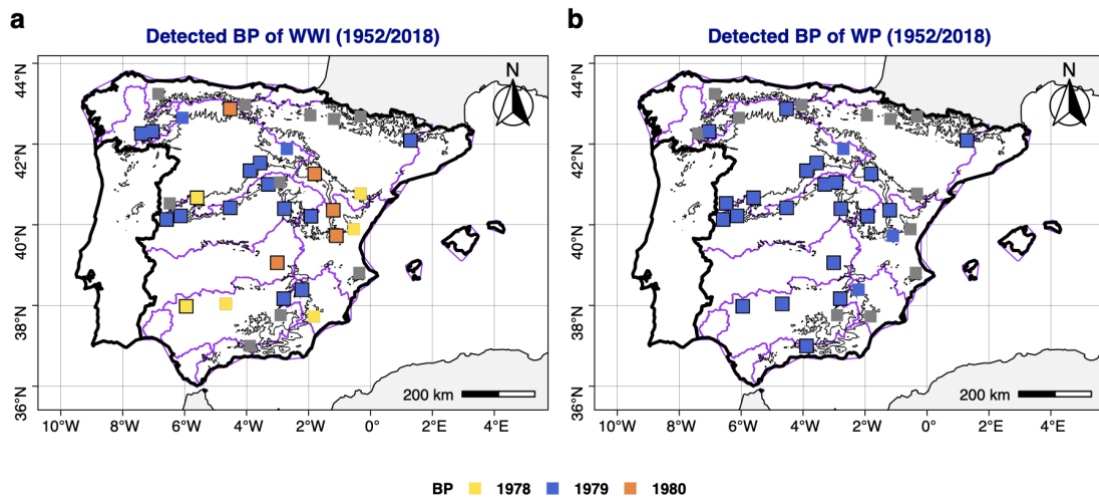 a
Detected BP of WWI (1952/2018)
N
44°N
42°N
40°N
38°N
36°N
200 km
10°W 8°W 6°W 4°W 2°W 0° 2°E 4°E
b
Detected BP of WP (1952/2018)
N
44°N
42°N
40°N
38°N
36°N
200 km
10°W 8°W 6°W 4°W 2°W 0° 2°E 4°E
BP 1978 1979 1980